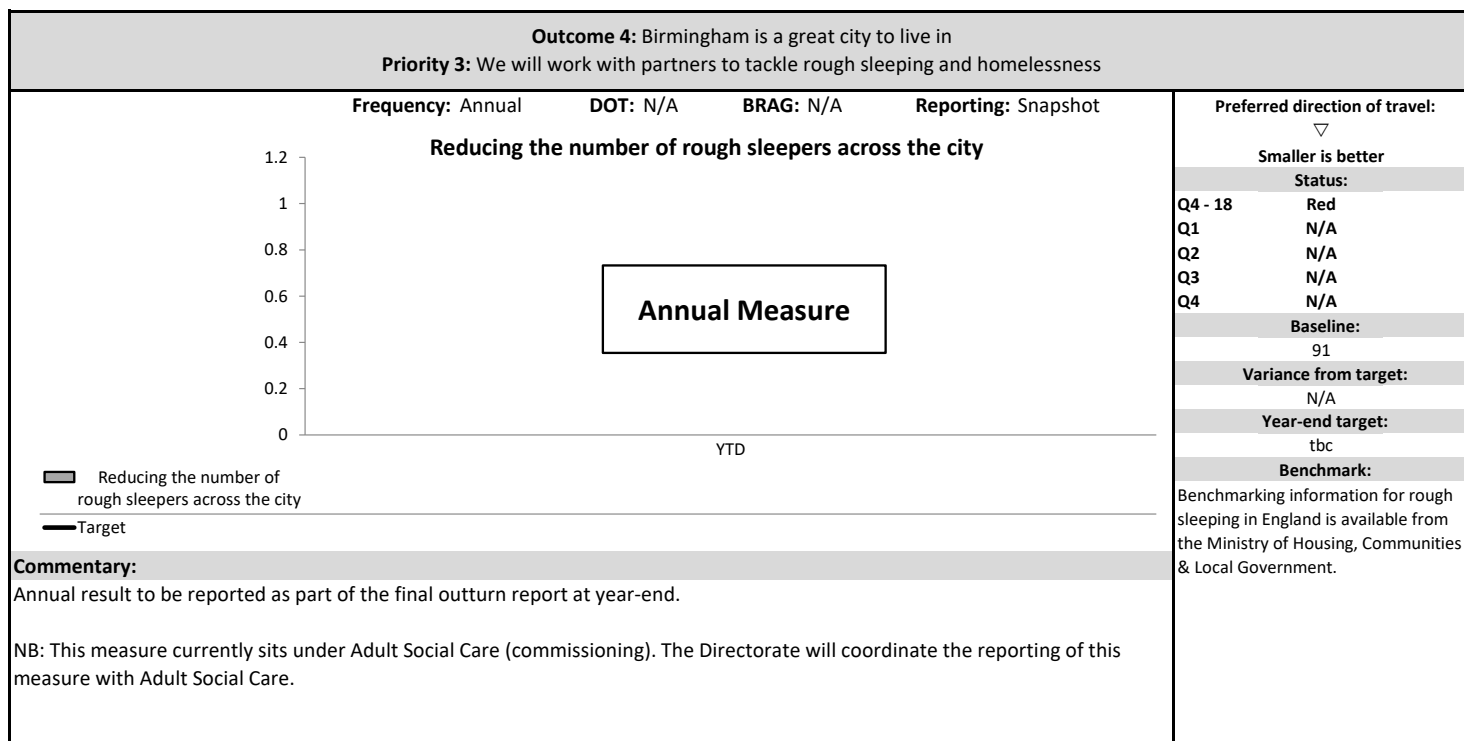 Outcome 4: Birmingham is a great city to live in
Priority 3: We will work with partners to tackle rough sleeping and homelessness
Frequency: Annual DOT: N/A BRAG: N/A Reporting: Snapshot
Reducing the number of rough sleepers across the city
1.2
1
0.8
0.6
0.4
0.2
0
Annual Measure
YTD
Reducing the number of
rough sleepers across the city
Target
Commentary:
Annual result to be reported as part of the final outturn report at year-end.
NB: This measure currently sits under Adult Social Care (commissioning). The Directorate will coordinate the reporting of this
measure with Adult Social Care.
Preferred direction of travel:
▽
Smaller is better
Status:
Q4 - 18 Red
Q1 N/A
Q2 N/A
Q3 N/A
Q4 N/A
Baseline:
91
Variance from target:
N/A
Year-end target:
tbc
Benchmark:
Benchmarking information for rough
sleeping in England is available from
the Ministry of Housing, Communities
& Local Government.